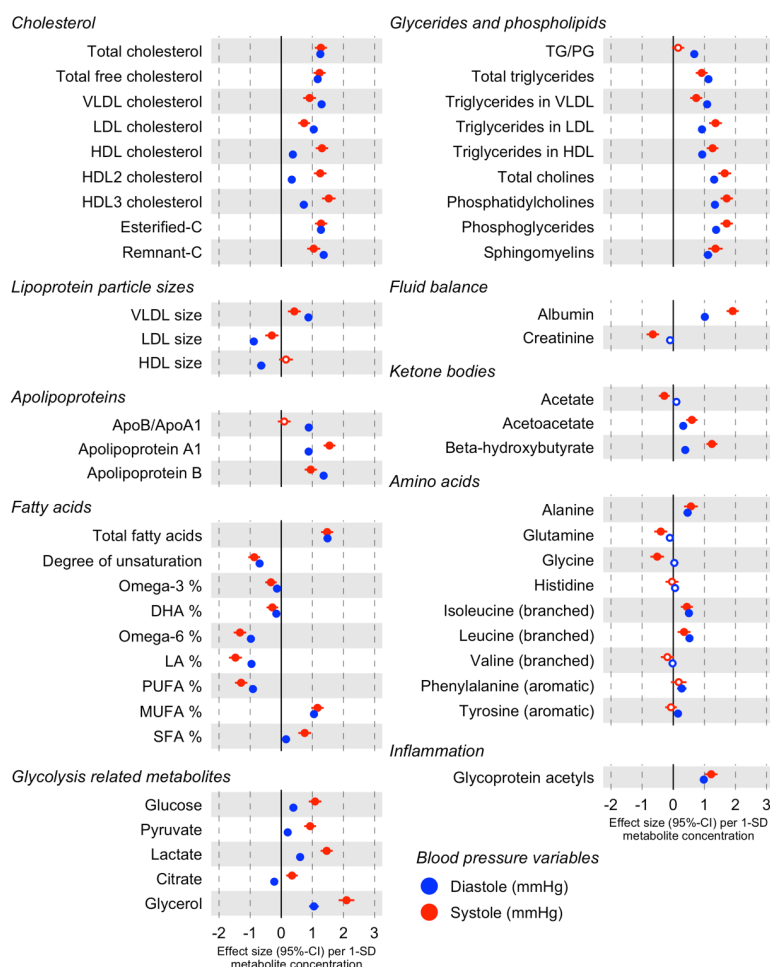 Cholesterol
Total cholesterol
Total free cholesterol
VLDL cholesterol
LDL cholesterol
HDL cholesterol
HDL2 cholesterol
HDL3 cholesterol
Esterified-C
Remnant-C
Lipoprotein particle sizes
VLDL size
LDL size
HDL size
Apolipoproteins
ApoB/ApoA1
Apolipoprotein A1
Apolipoprotein B
Fatty acids
Total fatty acids
Degree of unsaturation
Omega-3 %
DHA %
Omega-6 %
LA %
PUFA %
MUFA %
SFA %
Glycolysis related metabolites
Glucose
Pyruvate
Lactate
Citrate
Glycerol
-2 -1 0 1 2 3
Effect size (95%-CI) per 1-SD
metabolite concentration
Glycerides and phospholipids
TG/PG
Total triglycerides
Triglycerides in VLDL
Triglycerides in LDL
Triglycerides in HDL
Total cholines
Phosphatidylcholines
Phosphoglycerides
Sphingomyelins
Fluid balance
Albumin
Creatinine
Ketone bodies
Acetate
Acetoacetate
Beta-hydroxybutyrate
Amino acids
Alanine
Glutamine
Glycine
Histidine
Isoleucine (branched)
Leucine (branched)
Valine (branched)
Phenylalanine (aromatic)
Tyrosine (aromatic)
Inflammation
Glycoprotein acetyls
-2 -1 0 1 2 3
Effect size (95%-CI) per 1-SD
metabolite concentration
Blood pressure variables
Diastole (mmHg)
Systole (mmHg)